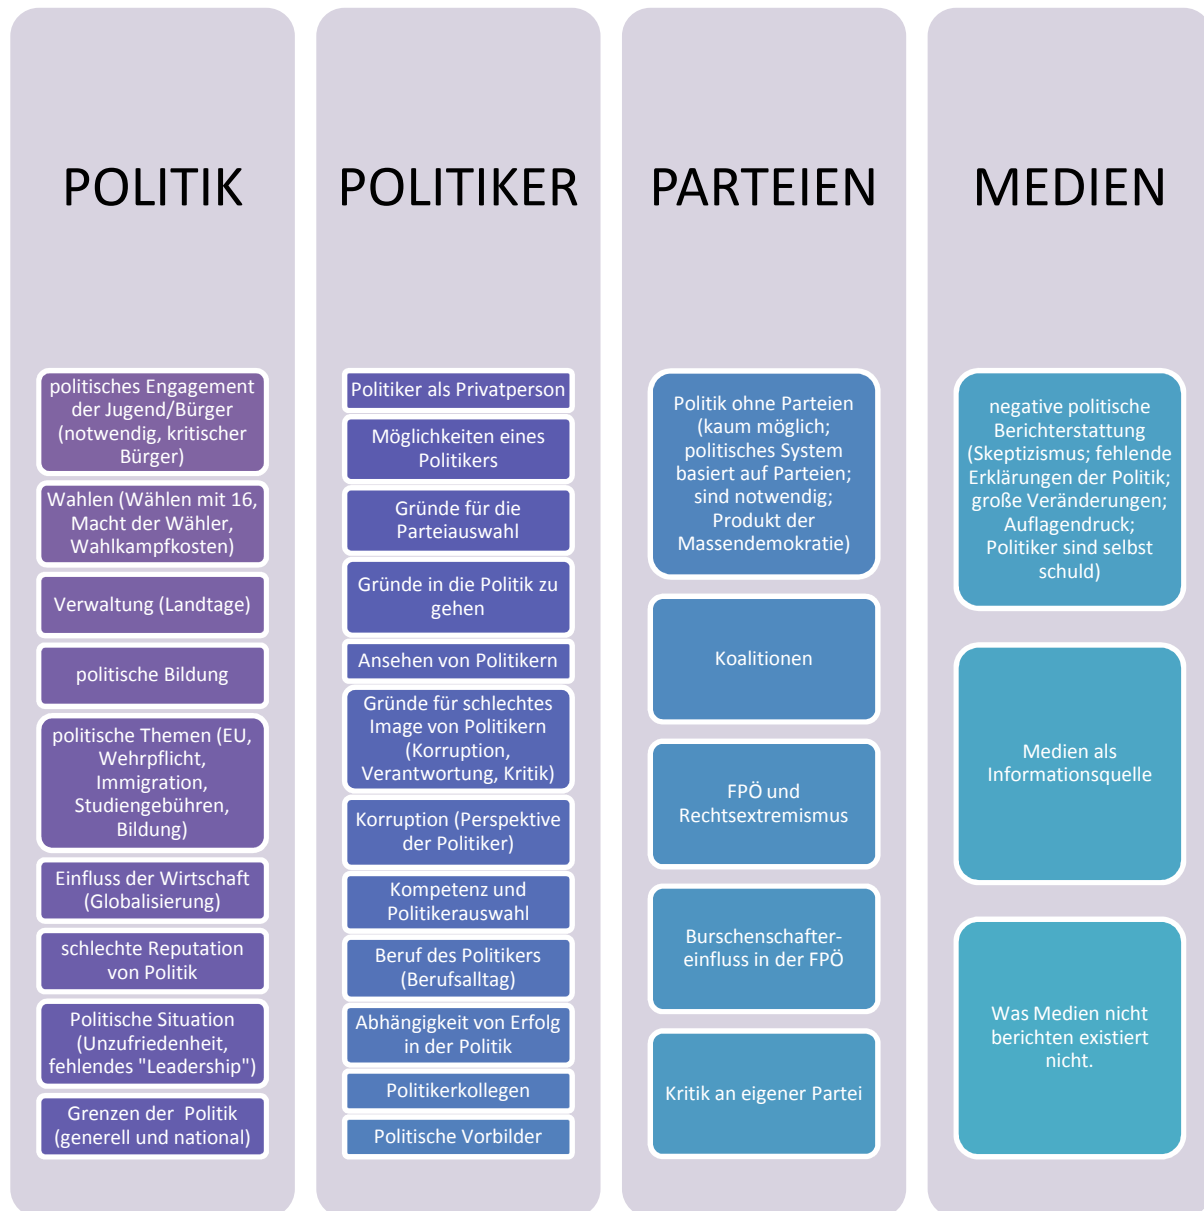 POLITIK
politisches Engagement
der Jugend/Bürger
(notwendig, kritischer
Bürger)
Wahlen (Wählen mit 16,
Macht der Wähler,
Wahlkampfkosten)
Verwaltung (Landtage)
politische Bildung
politische Themen (EU,
Wehrpflicht,
Immigration,
Studiengebühren,
Bildung)
Einfluss der Wirtschaft
(Globalisierung)
schlechte Reputation
von Politik
Politische Situation
(Unzufriedenheit,
fehlendes "Leadership")
Grenzen der Politik
(generell und national)
POLITIKER
Politiker als Privatperson
Möglichkeiten eines
Politikers
Gründe für die
Parteiauswahl
Gründe in die Politik zu
gehen
Ansehen von Politikern
Gründe für schlechtes
Image von Politikern
(Korruption,
Verantwortung, Kritik)
Korruption (Perspektive
der Politiker)
Kompetenz und
Politikerauswahl
Beruf des Politikers
(Berufsalltag)
Abhängigkeit von Erfolg
in der Politik
Politikerkollegen
Politische Vorbilder
PARTEIEN
Politik ohne Parteien
(kaum möglich;
politisches System
basiert auf Parteien;
sind notwendig;
Produkt der
Massendemokratie)
Koalitionen
FPÖ und
Rechtsextremismus
Burschenschafter-
einfluss in der FPÖ
Kritik an eigener Partei
MEDIEN
negative politische
Berichterstattung
(Skeptizismus; fehlende
Erklärungen der Politik;
große Veränderungen;
Auflagendruck;
Politiker sind selbst
schuld)
Medien als
Informationsquelle
Was Medien nicht
berichten existiert
nicht.